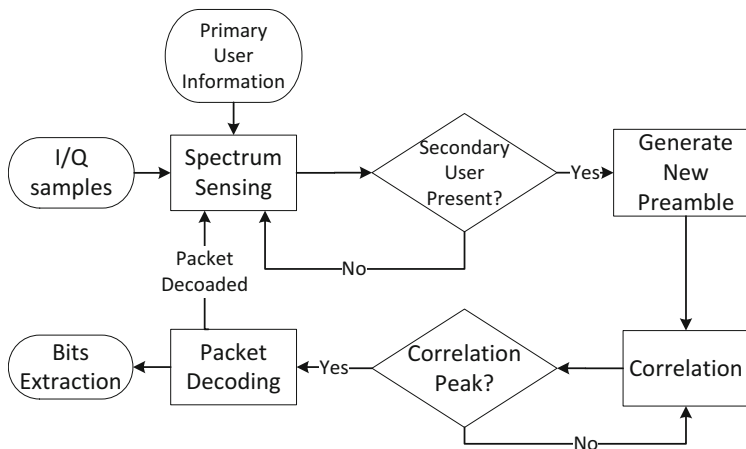 Primary
User
Information
I/Q
samples
Spectrum
Sensing
Secondary
User
Present?
Yes
Generate
New
Preamble
No
Packet
Decoaded
Bits
Extraction
Packet
Decoding
Yes
Correlation
Peak?
Correlation
No